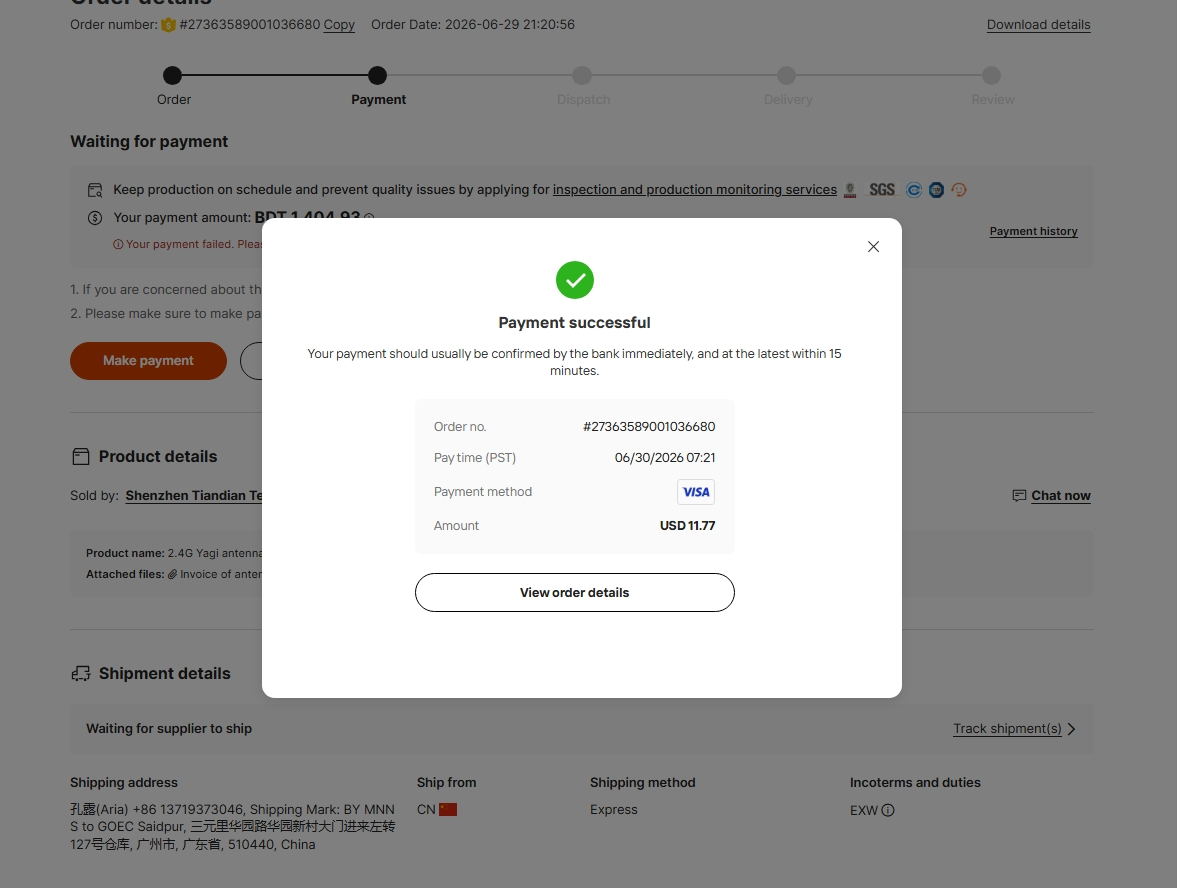 Order details
Order number: #27363589001036680 Copy Order Date: 2026-06-29 21:20:56
Download details
Order
Payment
Dispatch
Delivery
Review
Waiting for payment
Keep production on schedule and prevent quality issues by applying for inspection and production monitoring services SGS
Your payment amount: BDT 1,404.93
Your payment failed.
Payment history
1. If you are concerned about
2. Please make sure to make
Make payment
Payment successful
Your payment should usually be confirmed by the bank immediately, and at the latest within 15
minutes.
Order no. #27363589001036680
Pay time (PST) 06/30/2026 07:21
Payment method VISA
Amount USD 11.77
View order details
Product details
Sold by: Shenzhen Tiandian
Chat now
Product name: 2.4G Yagi antenna
Attached files: Invoice of
Shipment details
Waiting for supplier to ship
Track shipment(s)
Shipping address
孔露(Aria) +86 13719373046, Shipping Mark: BY MNN
S to GOEC Saidpur, 三元里华园路华园新村大门进来左转
127号仓库, 广州市, 广东省, 510440, China
Ship from
CN
Shipping method
Express
Incoterms and duties
EXW